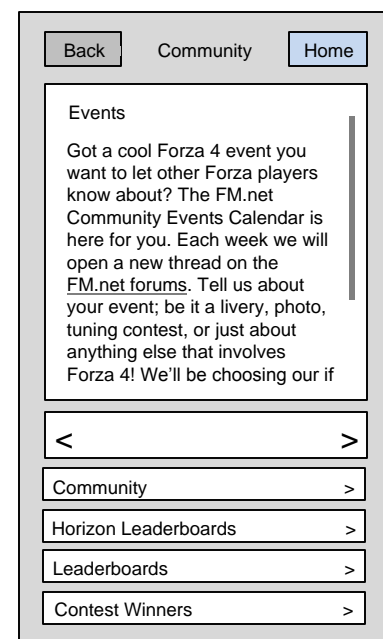 Back Community Home
Events
Got a cool Forza 4 event you
want to let other Forza players
know about? The FM.net
Community Events Calendar is
here for you. Each week we will
open a new thread on the
FM.net forums. Tell us about
your event; be it a livery, photo,
tuning contest, or just about
anything else that involves
Forza 4! We’ll be choosing our if
< >
Community >
Horizon Leaderboards >
Leaderboards >
Contest Winners >